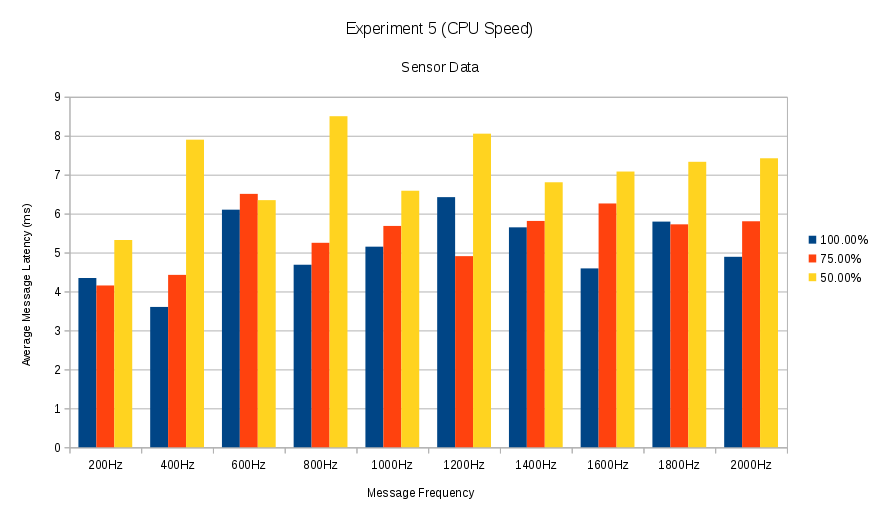 Experiment 5 (CPU Speed)
Sensor Data
9
8
7
6
5
4
3
2
1
0
Average Message Latency (ms)
200Hz 400Hz 600Hz 800Hz 1000Hz 1200Hz 1400Hz 1600Hz 1800Hz 2000Hz
Message Frequency
100.00%
75.00%
50.00%